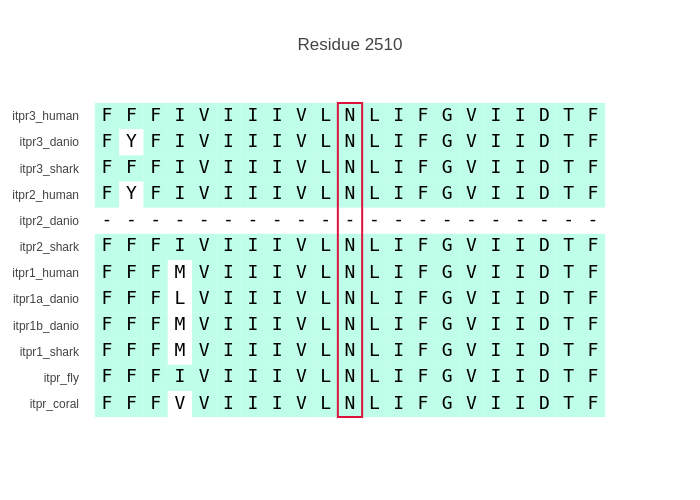 Residue 2510
itpr3_human F F F I V I I I V L N L I F G V I I D T F
itpr3_danio F Y F I V I I I V L N L I F G V I I D T F
itpr3_shark F F F I V I I I V L N L I F G V I I D T F
itpr2_human F Y F I V I I I V L N L I F G V I I D T F
itpr2_danio - - - - - - - - - - - - - - - - - - - - -
itpr2_shark F F F I V I I I V L N L I F G V I I D T F
itpr1_human F F F M V I I I V L N L I F G V I I D T F
itpr1a_danio F F F L V I I I V L N L I F G V I I D T F
itpr1b_danio F F F M V I I I V L N L I F G V I I D T F
itpr1_shark F F F M V I I I V L N L I F G V I I D T F
itpr_fly F F F I V I I I V L N L I F G V I I D T F
itpr_coral F F F V V I I I V L N L I F G V I I D T F